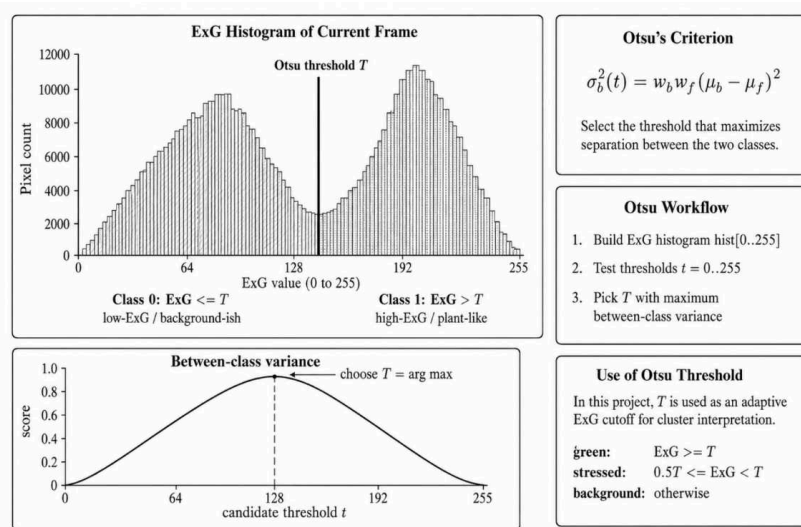 ExG Histogram of Current Frame
Otsu threshold T
12000
10000
8000
6000
4000
2000
0
Pixel count
0 64 128 192 255
ExG value (0 to 255)
Class 0: ExG <= T
low-ExG / background-ish
Class 1: ExG > T
high-ExG / plant-like
Between-class variance
choose T = arg max
1.0
0.8
0.6
0.4
0.2
0
score
0 64 128 192 255
candidate threshold t
Otsu's Criterion
σ_b^2(t) = w_b w_f (μ_b − μ_f)^2
Select the threshold that maximizes
separation between the two classes.
Otsu Workflow
1. Build ExG histogram hist[0..255]
2. Test thresholds t = 0..255
3. Pick T with maximum
between-class variance
Use of Otsu Threshold
In this project, T is used as an adaptive
ExG cutoff for cluster interpretation.
green: ExG >= T
stressed: 0.5T <= ExG < T
background: otherwise